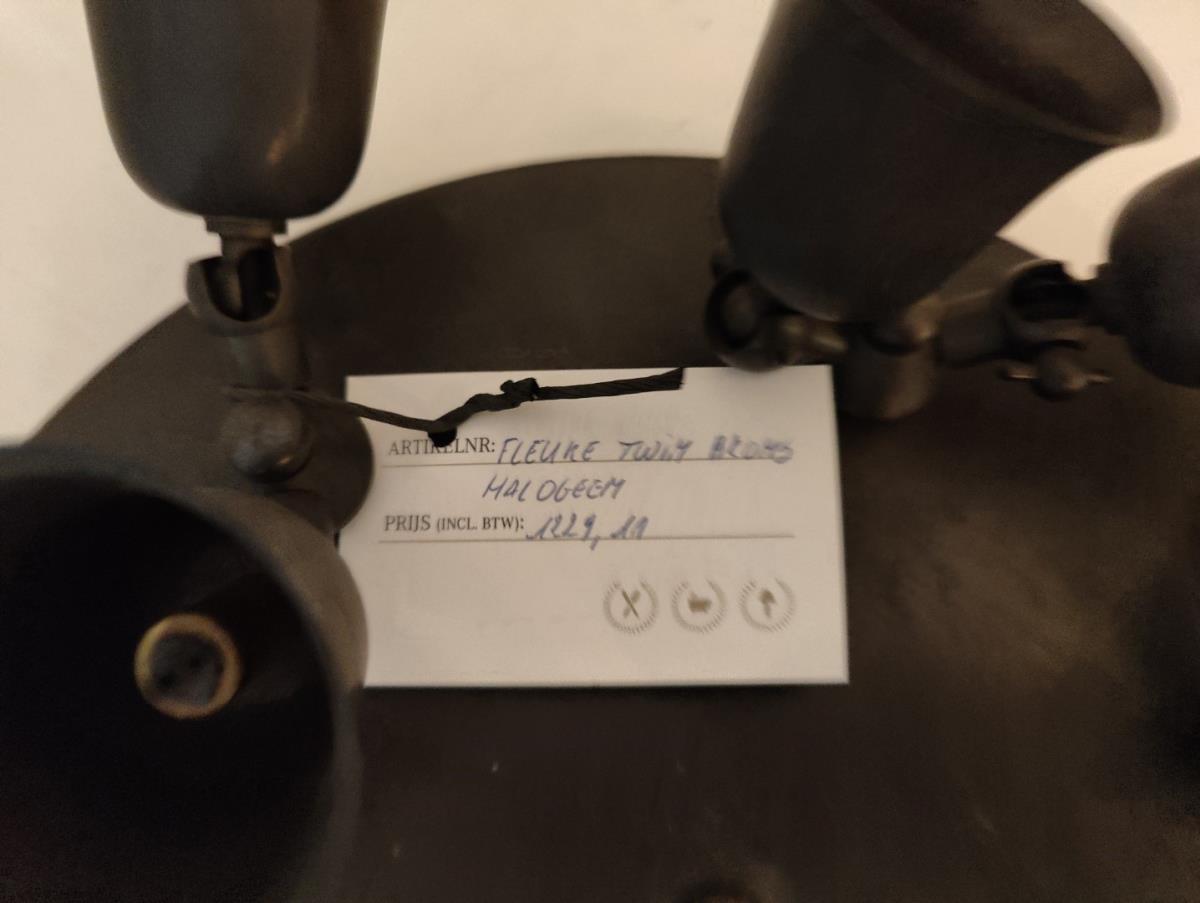 ARTIKELNR: FLEUKE TWIN BRONS
HALOGEEN
PRIJS (INCL. BTW): 1229, 11